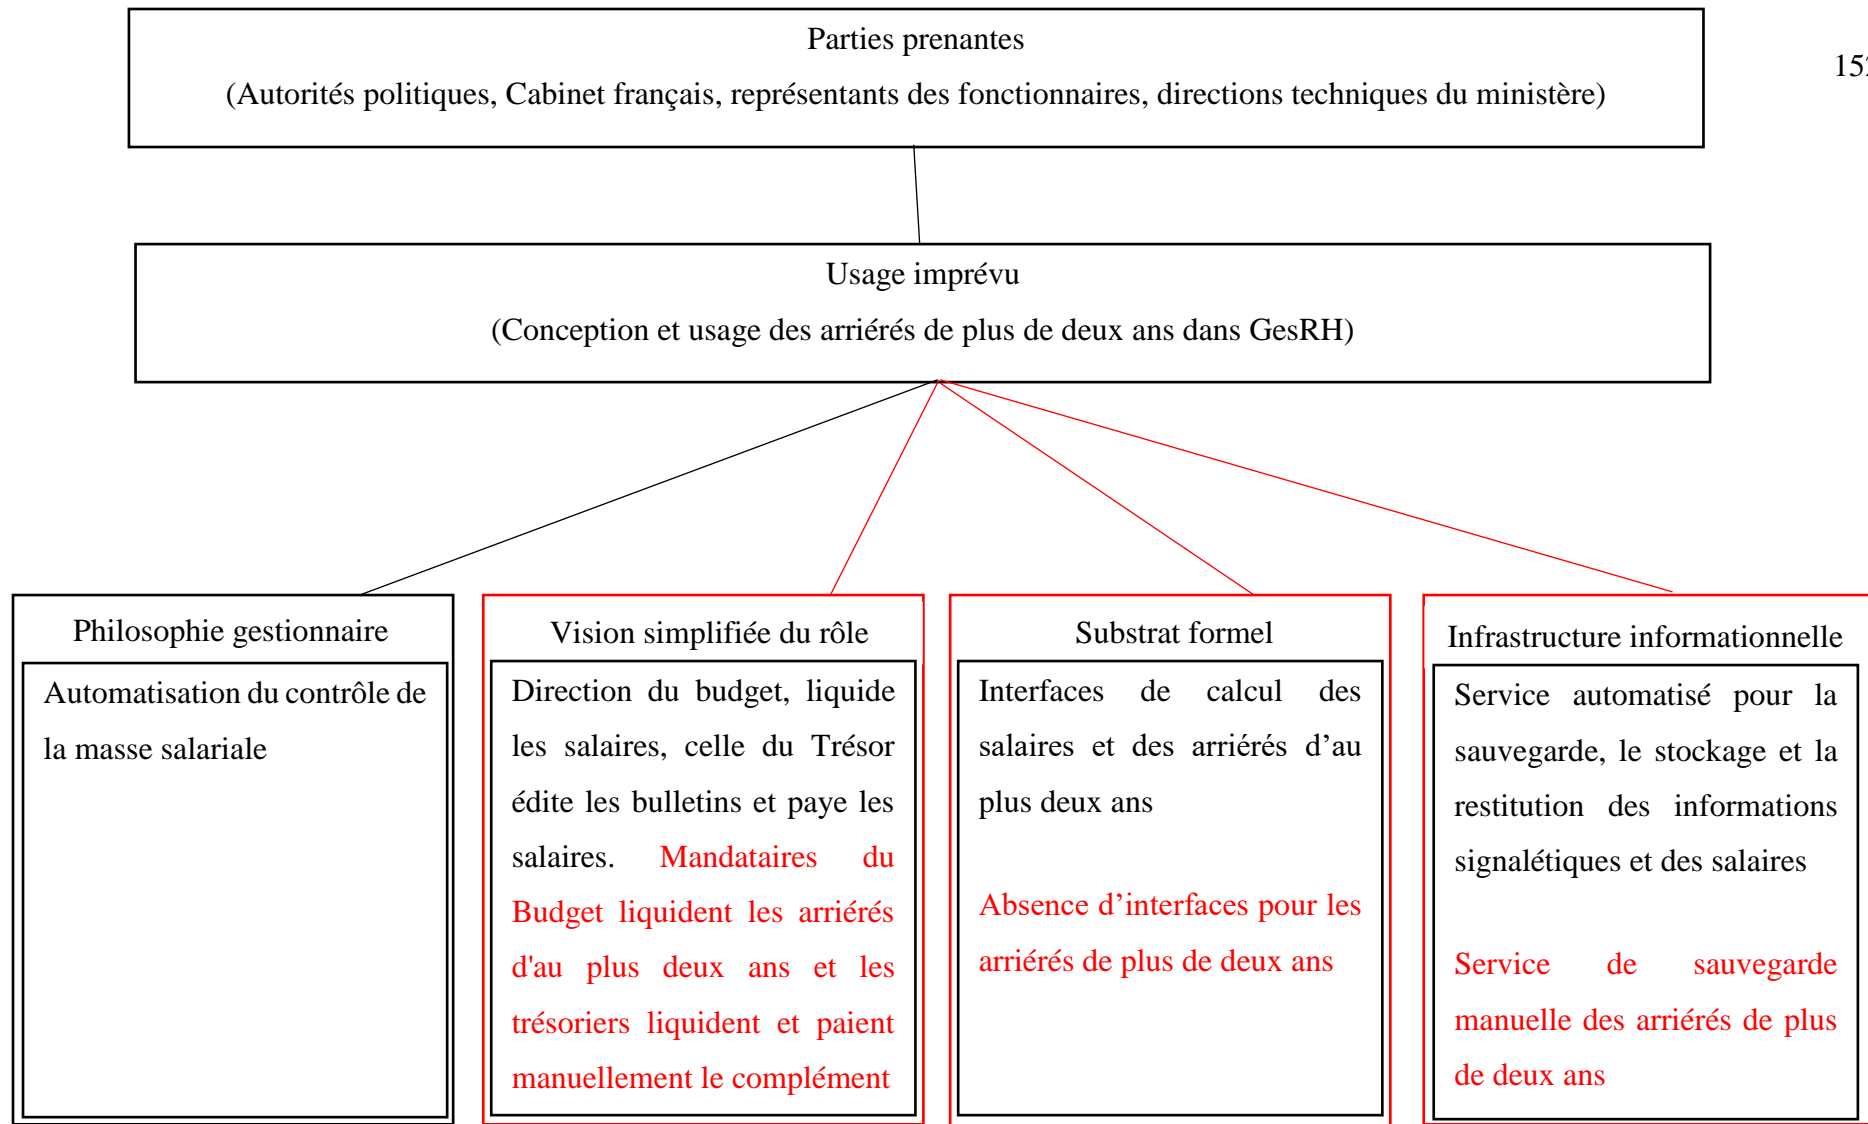 Parties prenantes
(Autorités politiques, Cabinet français, représentants des fonctionnaires, directions techniques du ministère)
152
Usage imprévu
(Conception et usage des arriérés de plus de deux ans dans GesRH)
Philosophie gestionnaire
Automatisation du contrôle de
la masse salariale
Vision simplifiée du rôle
Direction du budget, liquide
les salaires, celle du Trésor
édite les bulletins et paye les
salaires. Mandataires du
Budget liquident les arriérés
d'au plus deux ans et les
trésoriers liquident et paient
manuellement le complément
Substrat formel
Interfaces de calcul des
salaires et des arriérés d’au
plus deux ans
Absence d’interfaces pour les
arriérés de plus de deux ans
Infrastructure informationnelle
Service automatisé pour la
sauvegarde, le stockage et la
restitution des informations
signalétiques et des salaires
Service de sauvegarde
manuelle des arriérés de plus
de deux ans